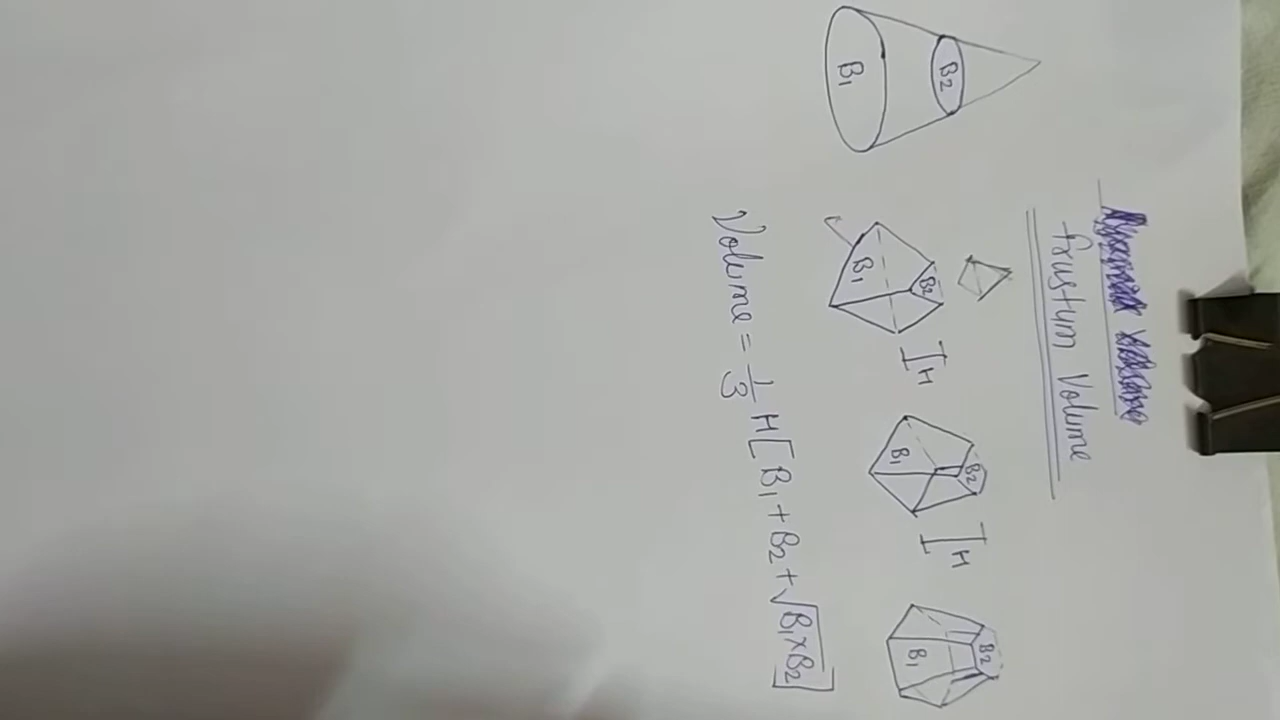 Frustum Volume
B2
B1
B2
B1
H
B2
B1
H
B2
B1
Volume = 1/3 H [B1 + B2 + √B1×B2]